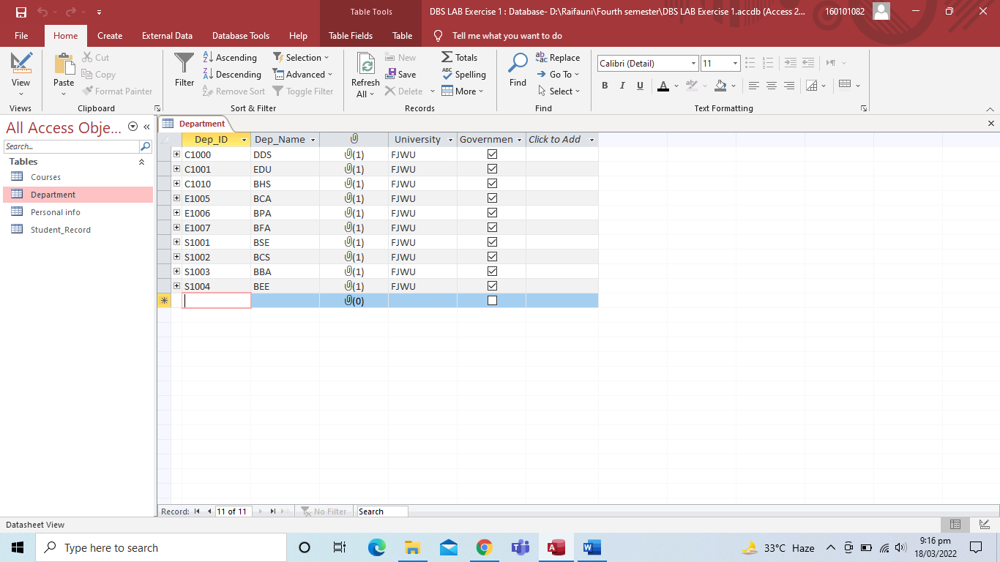 Table Tools
DBS LAB Exercise 1 : Database- D:\Raifauni\Fourth semester\DBS LAB Exercise 1.accdb (Access 2...
160101082
File Home Create External Data Database Tools Help Table Fields Table Tell me what you want to do
View
Views
Paste
Cut
Copy
Format Painter
Clipboard
Filter
Ascending
Descending
Remove Sort
Selection
Advanced
Toggle Filter
Sort & Filter
Refresh
All
New
Save
Delete
Totals
Spelling
More
Records
Find
Replace
Go To
Select
Find
Calibri (Detail) 11
B I U A ab
Text Formatting
All Access Obje...
Search...
Tables
Courses
Department
Personal info
Student_Record
Department
Dep_ID Dep_Name University Governmen Click to Add
C1000 DDS (1) FJWU
C1001 EDU (1) FJWU
C1010 BHS (1) FJWU
E1005 BCA (1) FJWU
E1006 BPA (1) FJWU
E1007 BFA (1) FJWU
S1001 BSE (1) FJWU
S1002 BCS (1) FJWU
S1003 BBA (1) FJWU
S1004 BEE (1) FJWU
(0)
Record: 11 of 11 No Filter Search
Datasheet View
Type here to search
33°C Haze
9:16 pm
18/03/2022